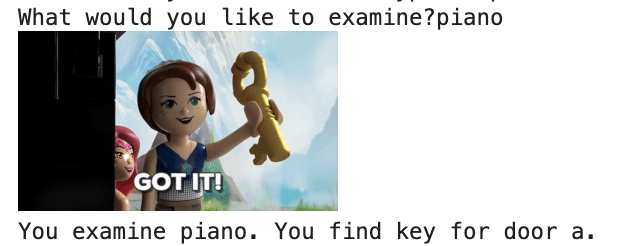 What would you like to examine?piano
GOT IT!
You examine piano. You find key for door a.